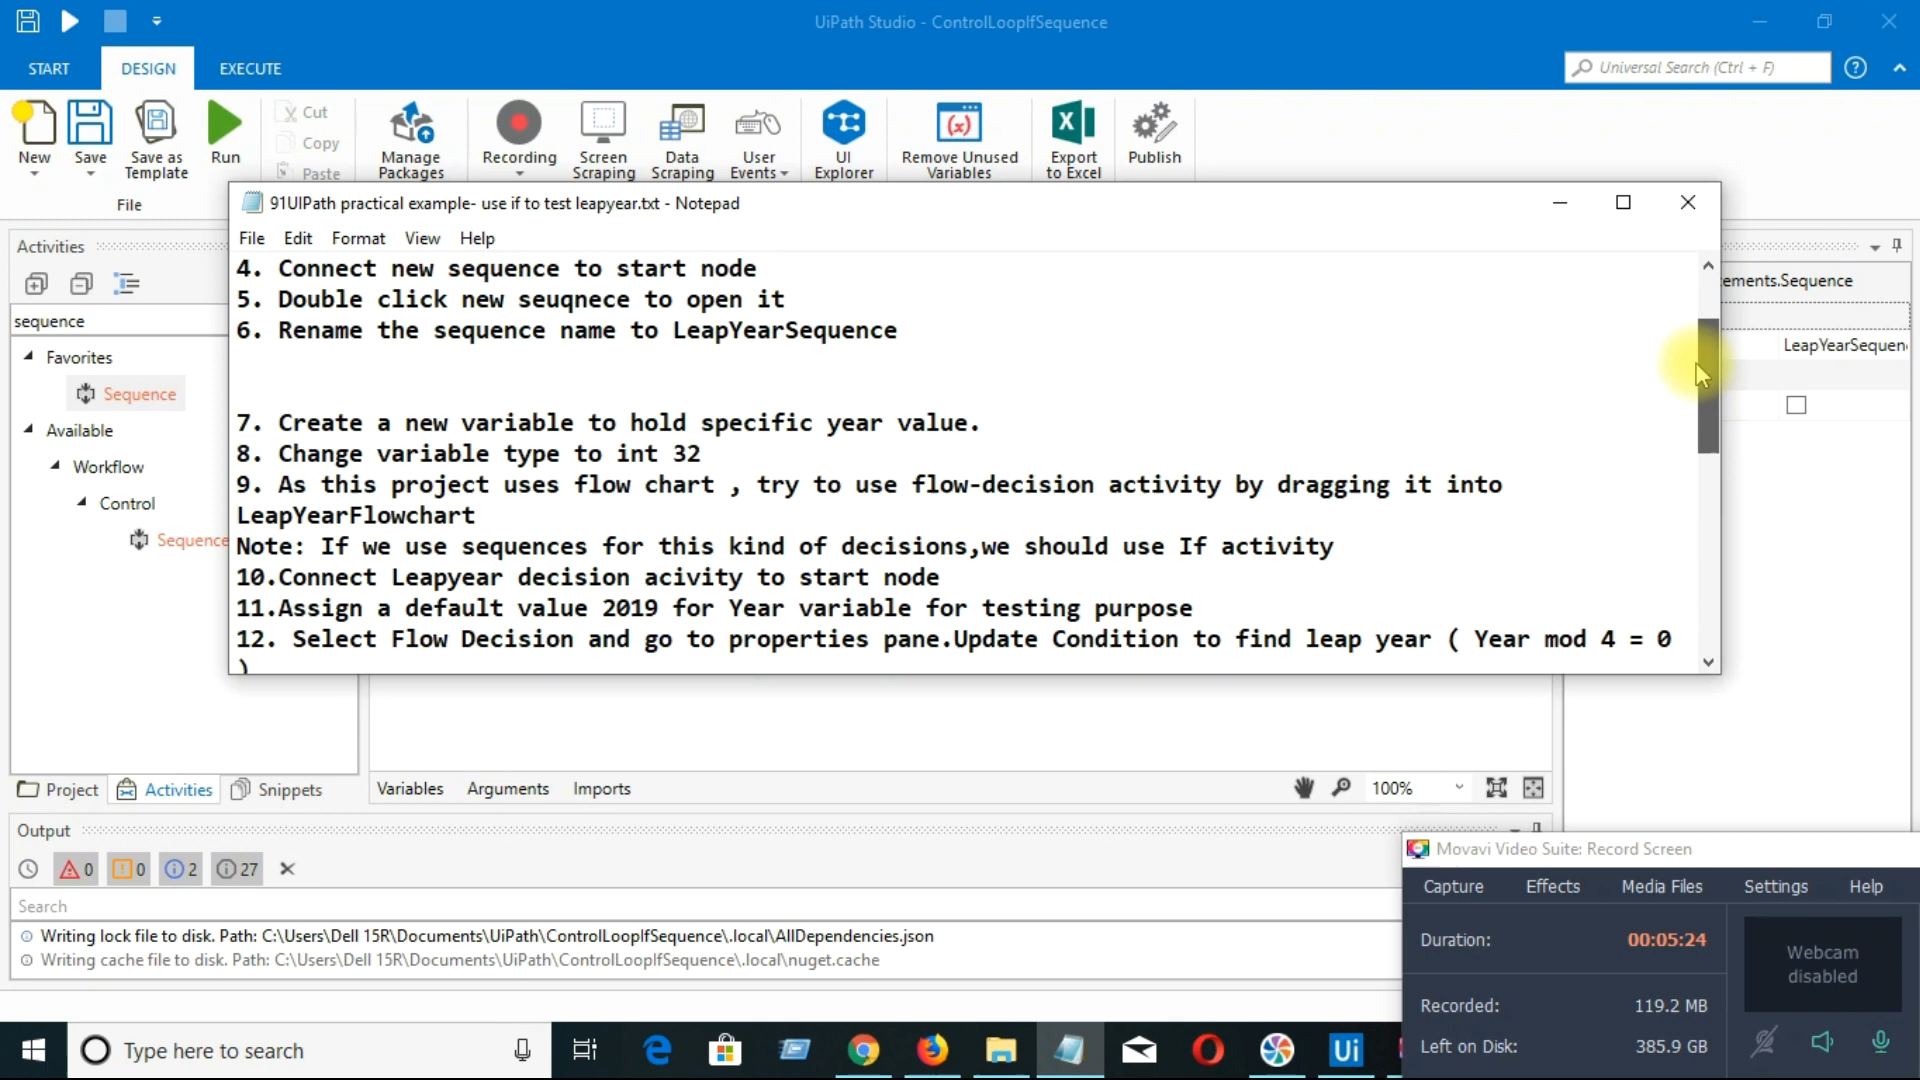 UiPath Studio - ControlLoopIfSequence
START DESIGN EXECUTE
Universal Search (Ctrl + F)
New
Save
Save as Template
Run
Cut
Copy
Paste
Manage Packages
Recording
Screen Scraping
Data Scraping
User Events
UI Explorer
Remove Unused Variables
Export to Excel
Publish
File
91UIPath practical example- use if to test leapyear.txt - Notepad
File Edit Format View Help
4. Connect new sequence to start node
5. Double click new seuqnece to open it
6. Rename the sequence name to LeapYearSequence
7. Create a new variable to hold specific year value.
8. Change variable type to int 32
9. As this project uses flow chart , try to use flow-decision activity by dragging it into
LeapYearFlowchart
Note: If we use sequences for this kind of decisions,we should use If activity
10.Connect Leapyear decision acivity to start node
11.Assign a default value 2019 for Year variable for testing purpose
12. Select Flow Decision and go to properties pane.Update Condition to find leap year ( Year mod 4 = 0
)
Activities
sequence
Favorites
Sequence
Available
Workflow
Control
Sequence
ements.Sequence
LeapYearSequen
Project Activities Snippets
Variables Arguments Imports
100%
Output
0 0 2 27
Search
Writing lock file to disk. Path: C:\Users\Dell 15R\Documents\UiPath\ControlLoopIfSequence\.local\AllDependencies.json
Writing cache file to disk. Path: C:\Users\Dell 15R\Documents\UiPath\ControlLoopIfSequence\.local\nuget.cache
Movavi Video Suite: Record Screen
Capture Effects Media Files Settings Help
Duration: 00:05:24
Webcam disabled
Recorded: 119.2 MB
Left on Disk: 385.9 GB
Type here to search
Ui